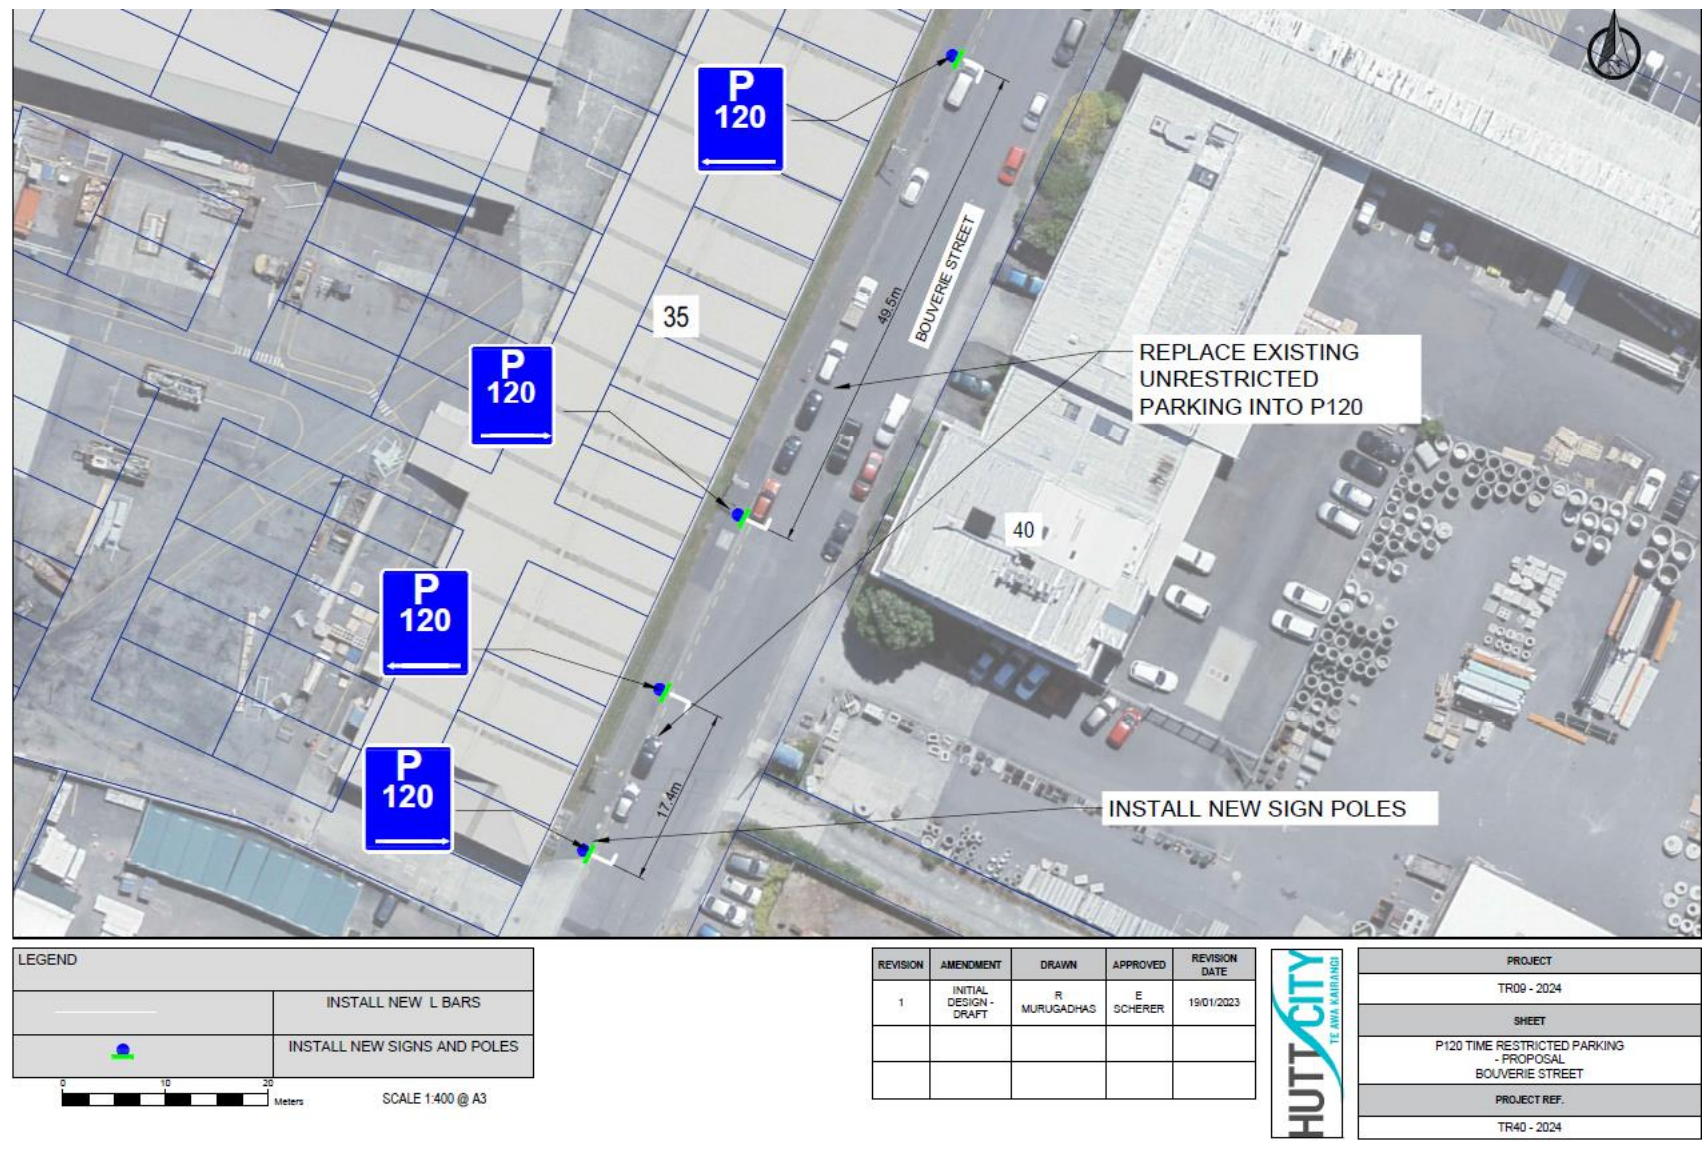 P
120
P
120
P
120
P
120
35
40
49.5m
17.4m
BOUVERIE STREET
REPLACE EXISTING
UNRESTRICTED
PARKING INTO P120
INSTALL NEW SIGN POLES
LEGEND
INSTALL NEW L BARS
INSTALL NEW SIGNS AND POLES
0 10 20
Meters
SCALE 1:400 @ A3
REVISION AMENDMENT DRAWN APPROVED REVISION
DATE
1 INITIAL
DESIGN -
DRAFT
R
MURUGADHAS
E
SCHERER
19/01/2023
HUTT CITY
TE AWA KAIRANGI
PROJECT
TR09 - 2024
SHEET
P120 TIME RESTRICTED PARKING
- PROPOSAL
BOUVERIE STREET
PROJECT REF.
TR40 - 2024